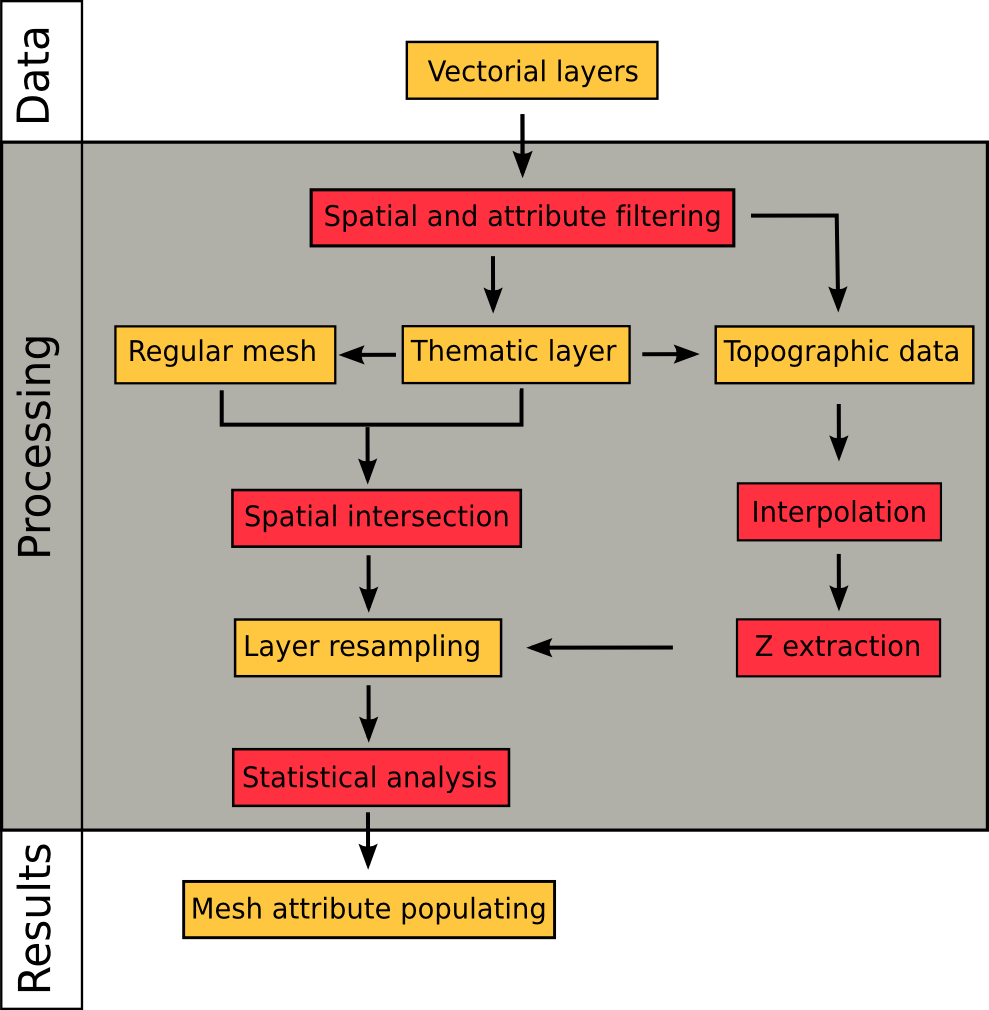 Data
Vectorial layers
Processing
Spatial and attribute filtering
Regular mesh
Thematic layer
Topographic data
Spatial intersection
Interpolation
Layer resampling
Z extraction
Statistical analysis
Results
Mesh attribute populating